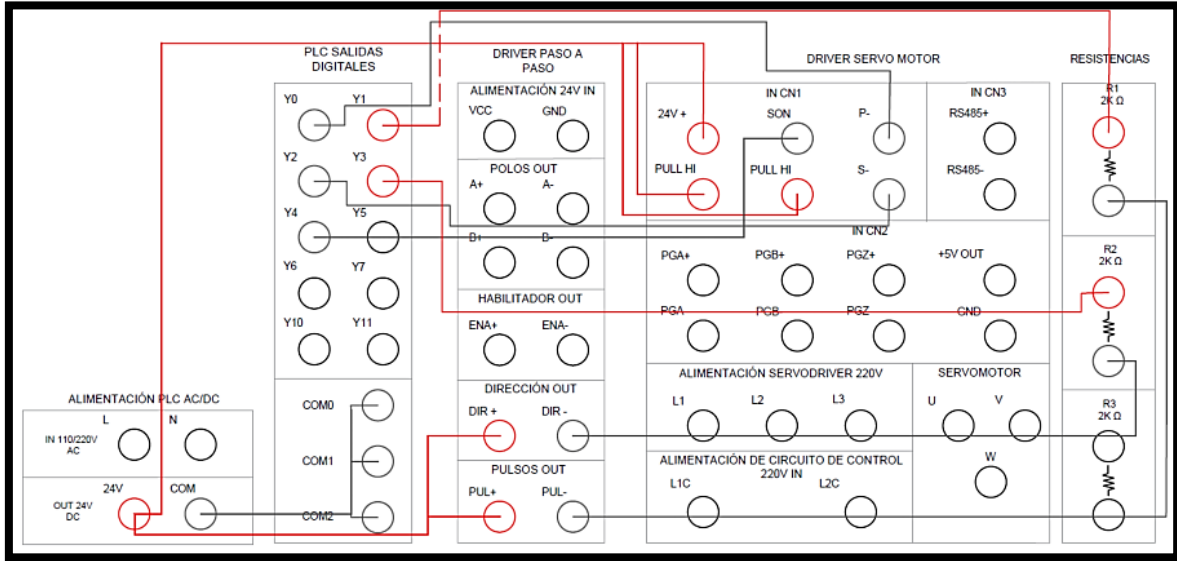 PLC SALIDAS
DIGITALES
Y0
Y1
Y2
Y3
Y4
Y5
Y6
Y7
Y10
Y11
COM0
COM1
COM2
ALIMENTACIÓN PLC AC/DC
L
N
IN 110/220V
AC
24V
COM
OUT 24V
DC
DRIVER PASO A
PASO
ALIMENTACIÓN 24V IN
VCC
GND
POLOS OUT
A+
A-
B+
B-
HABILITADOR OUT
ENA+
ENA-
DIRECCIÓN OUT
DIR +
DIR -
PULSOS OUT
PUL+
PUL-
DRIVER SERVO MOTOR
IN CN1
24V +
SON
P-
PULL HI
PULL HI
S-
IN CN3
RS485+
RS485-
IN CN2
PGA+
PGB+
PGZ+
+5V OUT
PGA
PGB
PGZ
GND
ALIMENTACIÓN SERVODRIVER 220V
L1
L2
L3
ALIMENTACIÓN DE CIRCUITO DE CONTROL
220V IN
L1C
L2C
SERVOMOTOR
U
V
W
RESISTENCIAS
R1
2K Ω
R2
2K Ω
R3
2K Ω